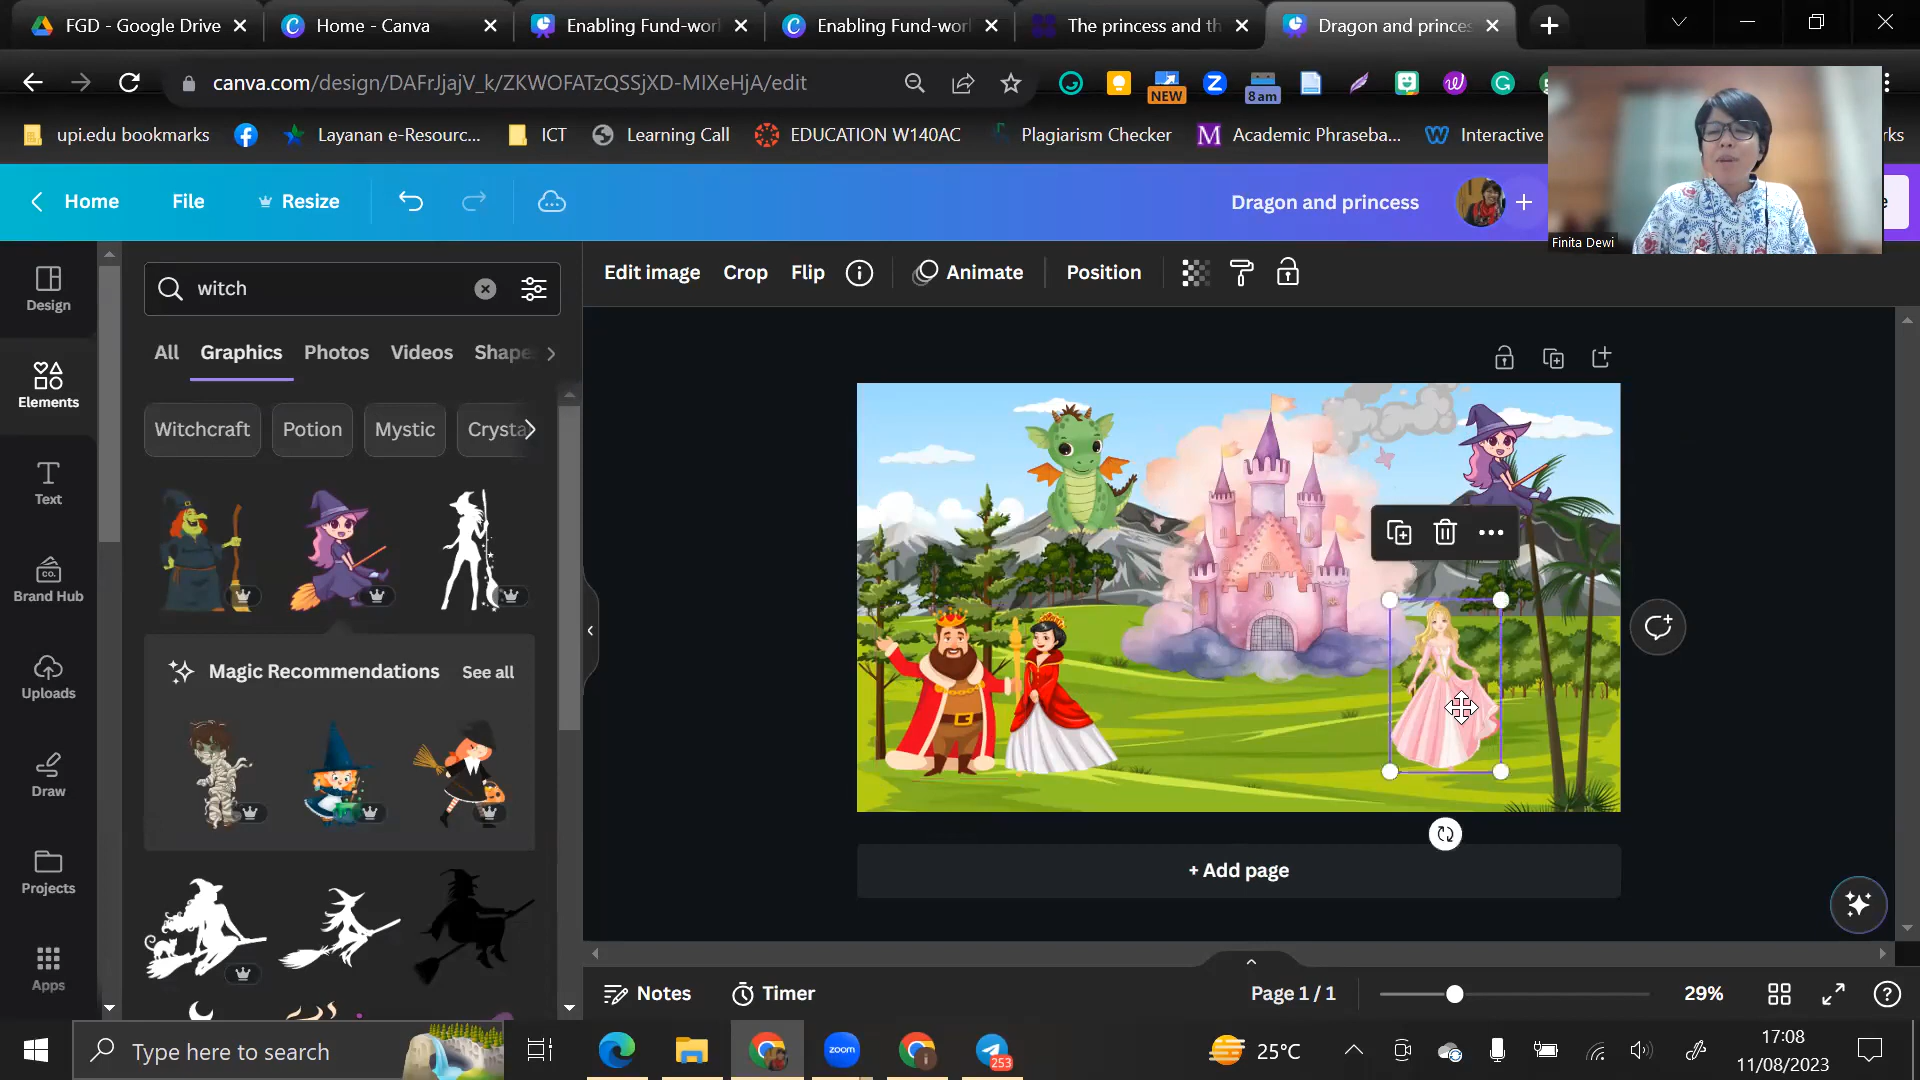 FGD - Google Drive
Home - Canva
Enabling Fund-wor
Enabling Fund-wor
The princess and th
Dragon and princes
canva.com/design/DAFrJjajV_k/ZKWOFATzQSSjXD-MIXeHjA/edit
NEW
8am
upi.edu bookmarks
Layanan e-Resourc...
ICT
Learning Call
EDUCATION W140AC
Plagiarism Checker
Academic Phraseba...
Interactive
rks
Home
File
Resize
Dragon and princess
e
Finita Dewi
Design
Elements
Text
CO.
Brand Hub
Uploads
Draw
Projects
Apps
witch
All
Graphics
Photos
Videos
Shape
Witchcraft
Potion
Mystic
Crysta
Magic Recommendations
See all
Edit image
Crop
Flip
Animate
Position
+ Add page
Notes
Timer
Page 1 / 1
29%
Type here to search
zoom
253
25°C
17:08
11/08/2023